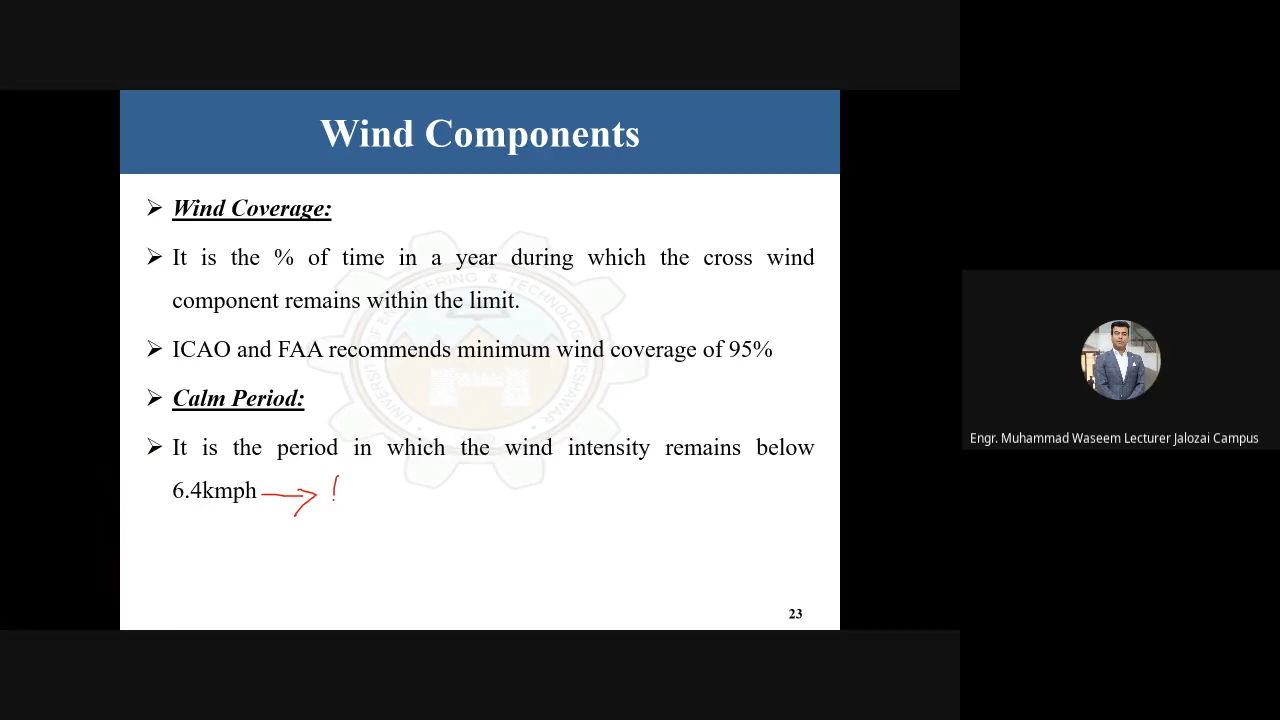 Wind Components
➢ Wind Coverage:
➢ It is the % of time in a year during which the cross wind
component remains within the limit.
➢ ICAO and FAA recommends minimum wind coverage of 95%
➢ Calm Period:
➢ It is the period in which the wind intensity remains below
6.4kmph
23
Engr. Muhammad Waseem Lecturer Jalozai Campus